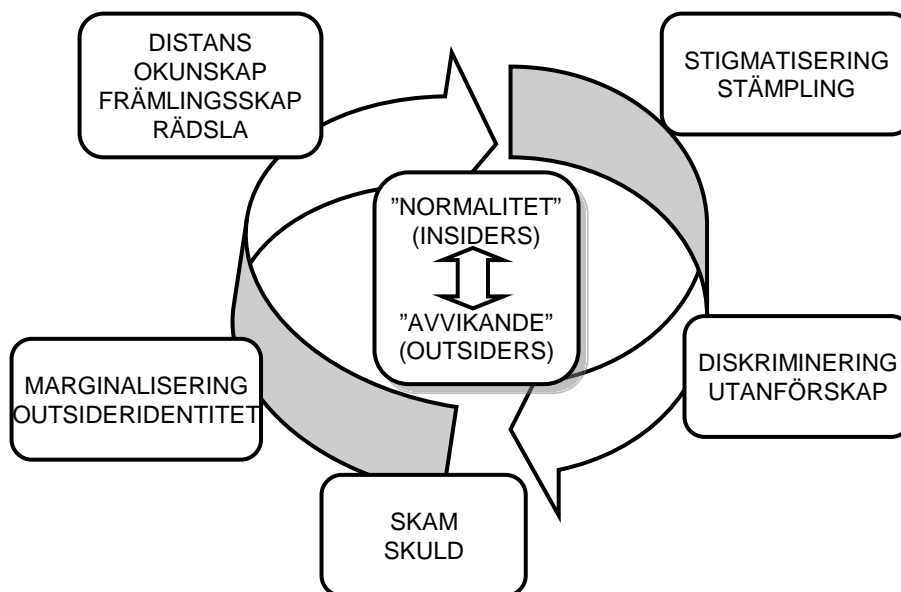 DISTANS
OKUNSKAP
FRÄMLINGSSKAP
RÄDSLA
STIGMATISERING
STÄMPLING
”NORMALITET”
(INSIDERS)
”AVVIKANDE”
(OUTSIDERS)
DISKRIMINERING
UTANFÖRSKAP
MARGINALISERING
OUTSIDERIDENTITET
SKAM
SKULD